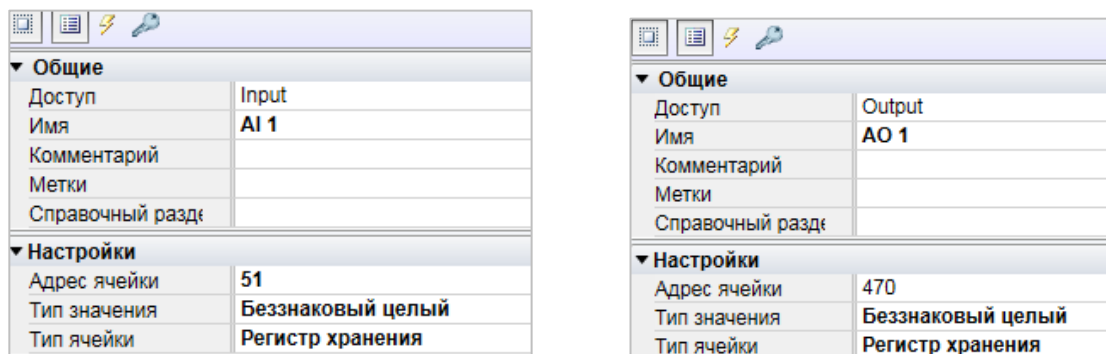 Общие
Доступ Input
Имя AI 1
Комментарий
Метки
Справочный разде
Настройки
Адрес ячейки 51
Тип значения Беззнаковый целый
Тип ячейки Регистр хранения
Общие
Доступ Output
Имя AO 1
Комментарий
Метки
Справочный разде
Настройки
Адрес ячейки 470
Тип значения Беззнаковый целый
Тип ячейки Регистр хранения